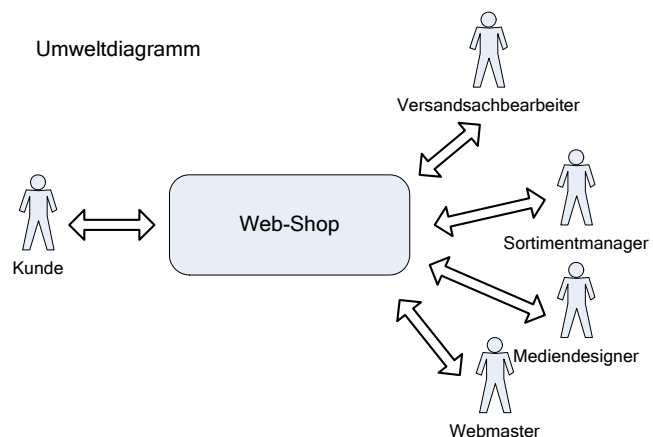 Umweltdiagramm
Versandsachbearbeiter
Web-Shop
Sortimentmanager
Kunde
Mediendesigner
Webmaster